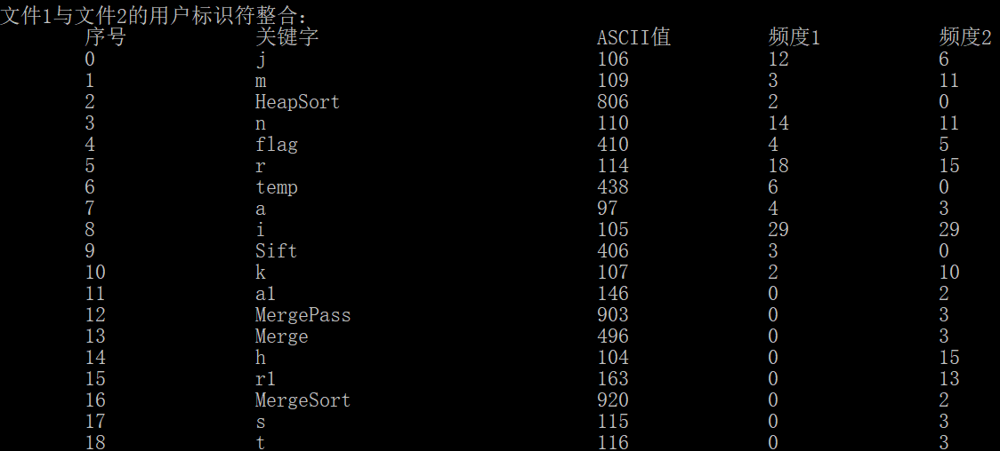 文件1与文件2的用户标识符整合:
序号 关键字 ASCII值 频度1 频度2
0 j 106 12 6
1 m 109 3 11
2 HeapSort 806 2 0
3 n 110 14 11
4 flag 410 4 5
5 r 114 18 15
6 temp 438 6 0
7 a 97 4 3
8 i 105 29 29
9 Sift 406 3 0
10 k 107 2 10
11 a1 146 0 2
12 MergePass 903 0 3
13 Merge 496 0 3
14 h 104 0 15
15 r1 163 0 13
16 MergeSort 920 0 2
17 s 115 0 3
18 t 116 0 3